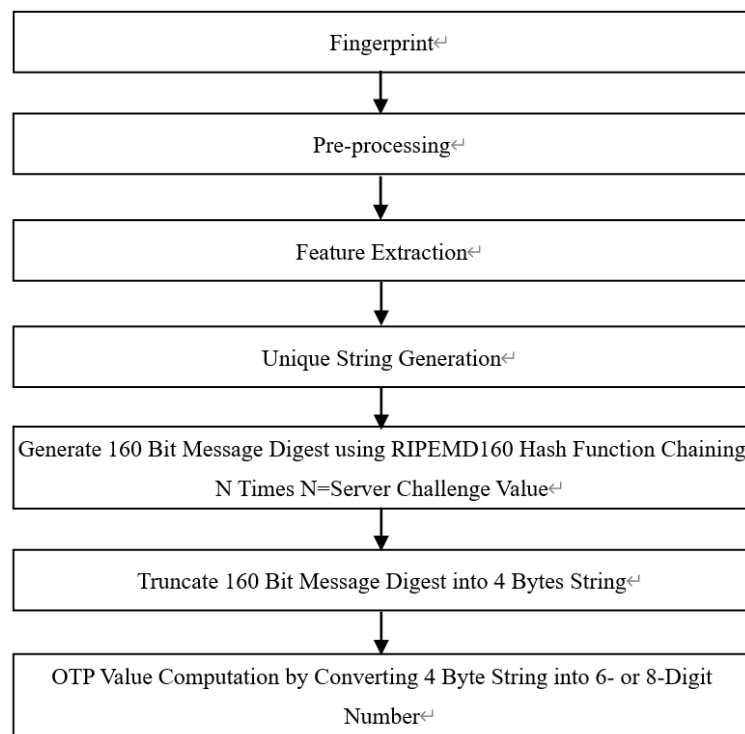 Fingerprint↵
Pre-processing↵
Feature Extraction↵
Unique String Generation↵
Generate 160 Bit Message Digest using RIPEMD160 Hash Function Chaining
N Times N=Server Challenge Value↵
Truncate 160 Bit Message Digest into 4 Bytes String↵
OTP Value Computation by Converting 4 Byte String into 6- or 8-Digit
Number↵